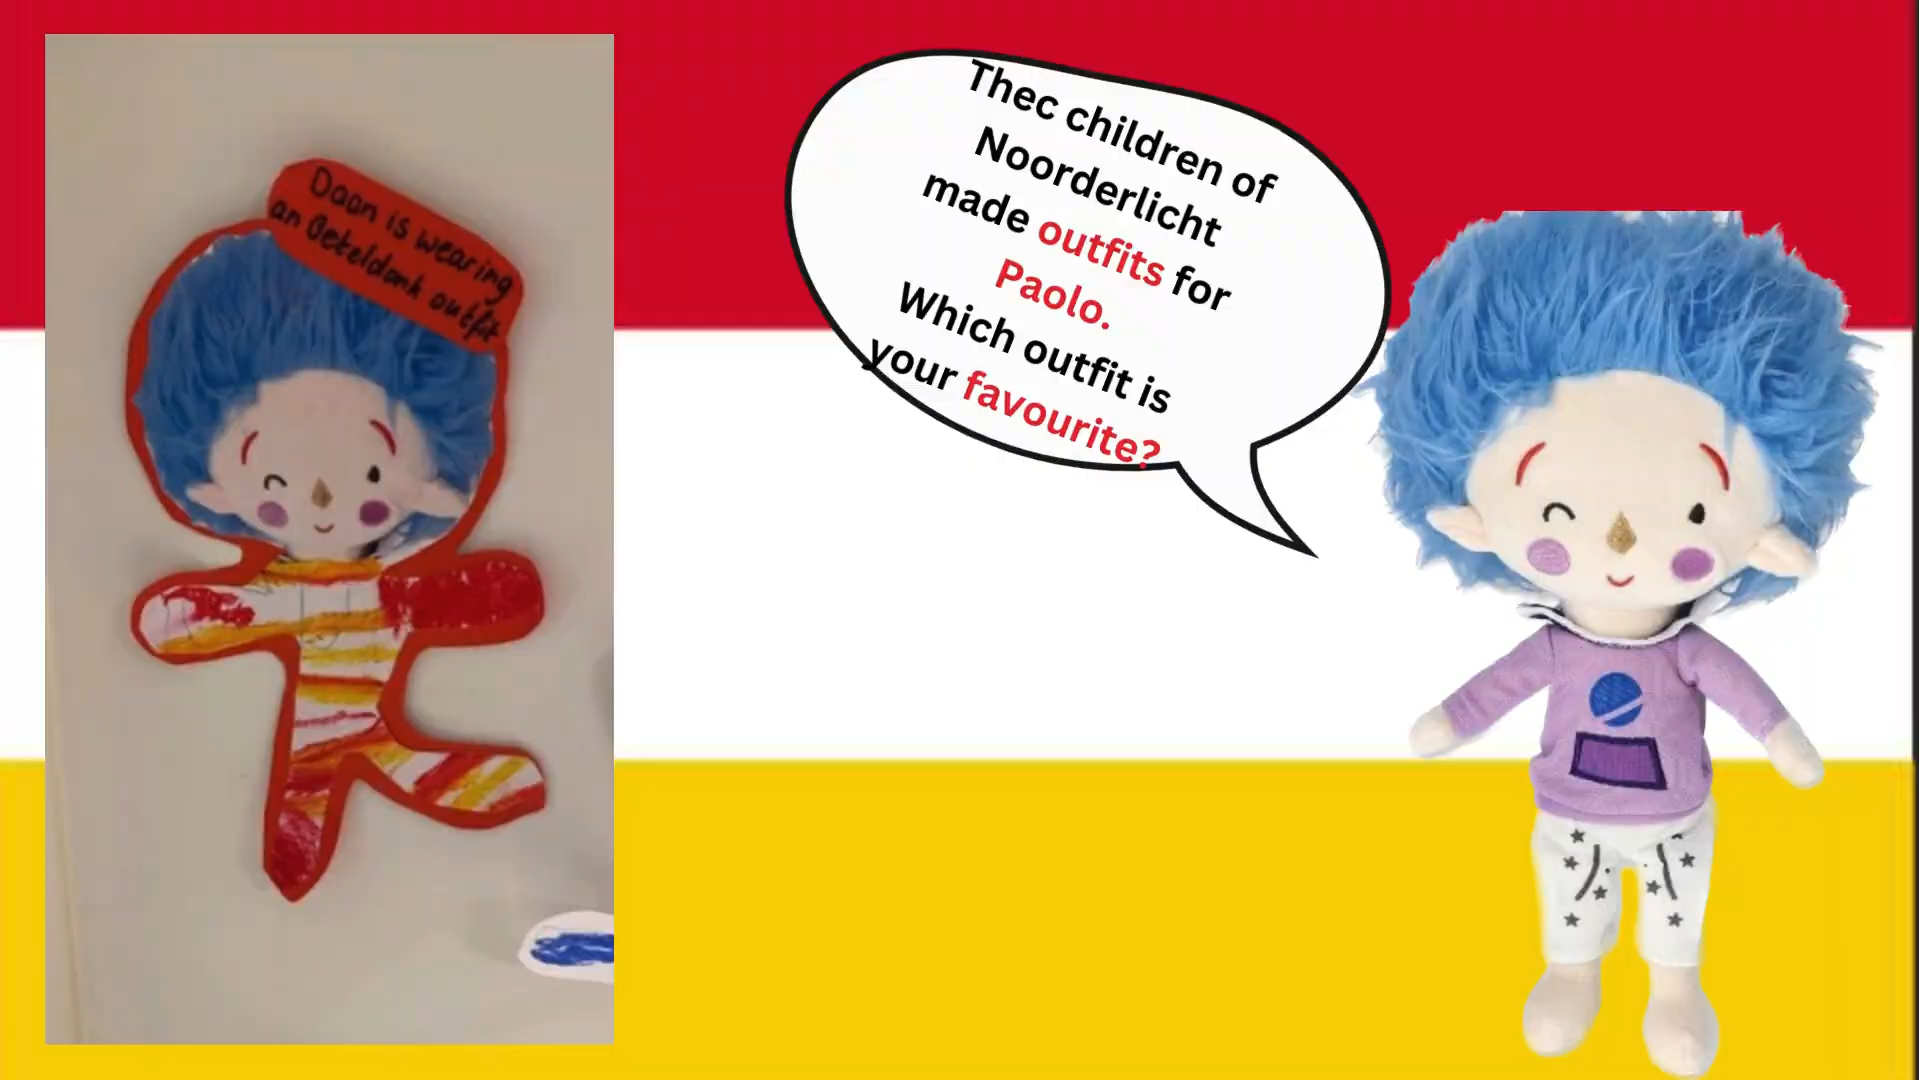 Daan is wearing
an Oeteldonk outfit
Thec children of
Noorderlicht
made outfits for
Paolo.
Which outfit is
your favourite?